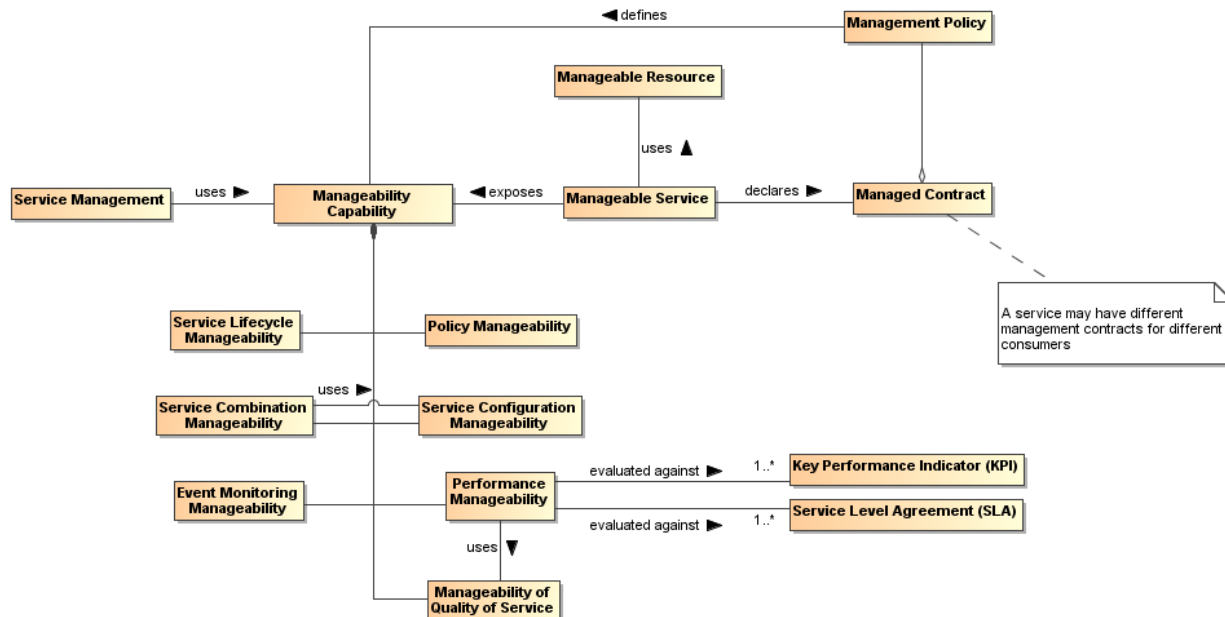 defines
Management Policy
Manageable Resource
uses
Service Management
uses
Manageability
Capability
exposes
Manageable Service
declares
Managed Contract
A service may have different
management contracts for different
consumers
Service Lifecycle
Manageability
Policy Manageability
uses
Service Combination
Manageability
Service Configuration
Manageability
Event Monitoring
Manageability
Performance
Manageability
evaluated against
1..*
Key Performance Indicator (KPI)
evaluated against
1..*
Service Level Agreement (SLA)
uses
Manageability of
Quality of Service